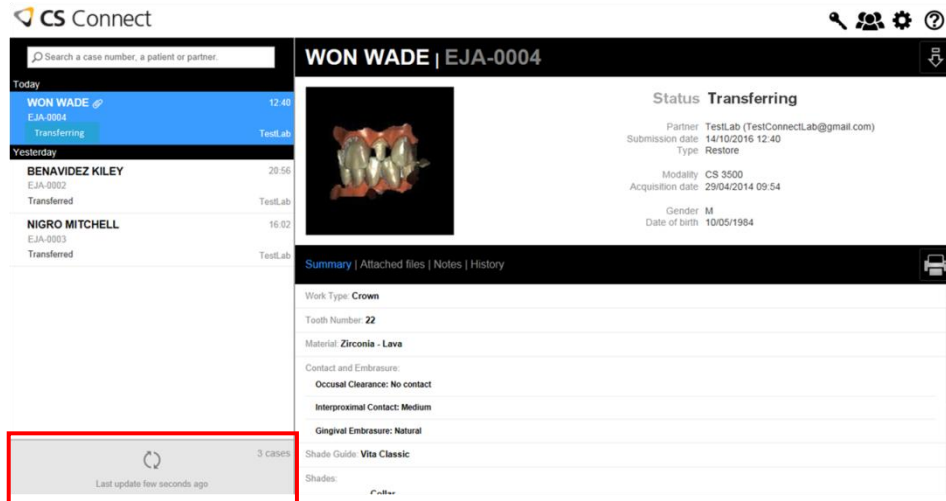 CS Connect
Search a case number, a patient or partner.
Today
WON WADE 12:40
EJA-0004
Transferring TestLab
Yesterday
BENAVIDEZ KILEY 20:56
EJA-0002
Transferred TestLab
NIGRO MITCHELL 16:02
EJA-0003
Transferred TestLab
3 cases
Last update few seconds ago
WON WADE | EJA-0004
Status Transferring
Partner TestLab (TestConnectLab@gmail.com)
Submission date 14/10/2016 12:40
Type Restore
Modality CS 3500
Acquisition date 29/04/2014 09:54
Gender M
Date of birth 10/05/1984
Summary | Attached files | Notes | History
Work Type: Crown
Tooth Number: 22
Material: Zirconia - Lava
Contact and Embrasure:
Occusal Clearance: No contact
Interproximal Contact: Medium
Gingival Embrasure: Natural
Shade Guide: Vita Classic
Shades:
Collar